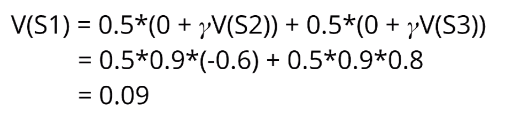 V(S1) = 0.5*(0 + γV(S2)) + 0.5*(0 + γV(S3))
= 0.5*0.9*(-0.6) + 0.5*0.9*0.8
= 0.09